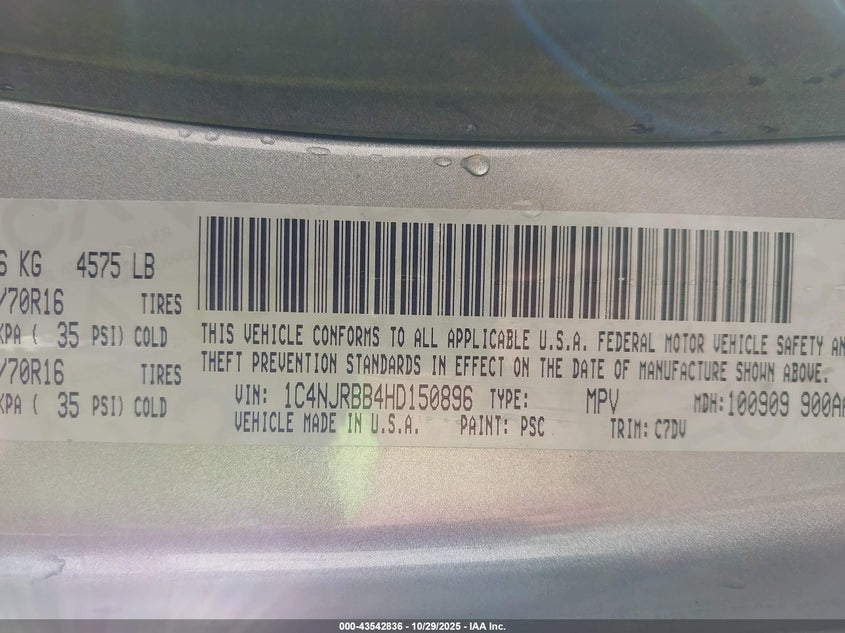 6 KG 4575 LB
/70R16 TIRES
KPA ( 35 PSI) COLD
/70R16 TIRES
KPA ( 35 PSI) COLD
THIS VEHICLE CONFORMS TO ALL APPLICABLE U.S.A. FEDERAL MOTOR VEHICLE SAFETY AN
THEFT PREVENTION STANDARDS IN EFFECT ON THE DATE OF MANUFACTURE SHOWN ABOVE.
VIN: 1C4NJRBB4HD150896 TYPE: MPV MDH: 100909 900AA
VEHICLE MADE IN U.S.A. PAINT: PSC TRIM: C7DV
000-43542836 - 10/29/2025 - IAA Inc.